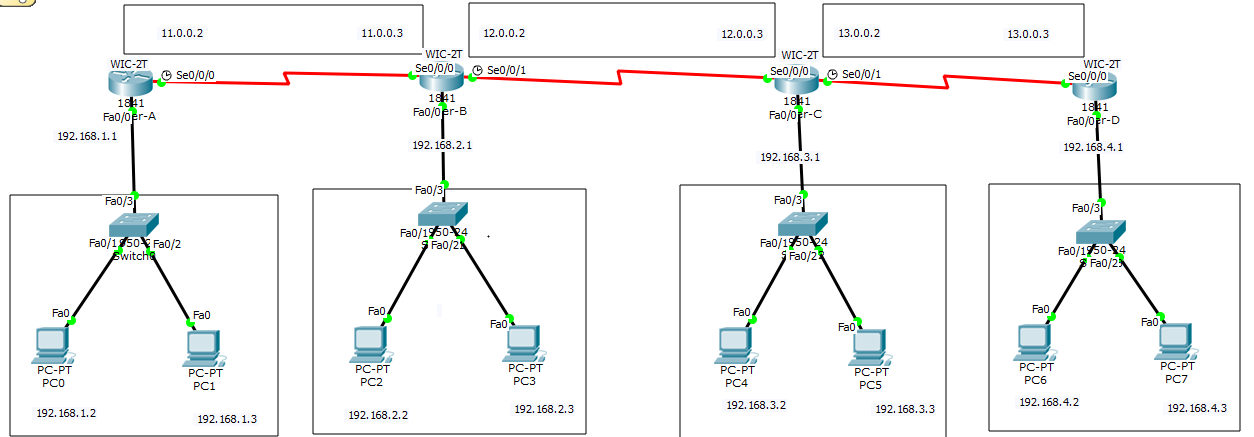 11.0.0.2
11.0.0.3
12.0.0.2
12.0.0.3
13.0.0.2
13.0.0.3
WIC-2T
Se0/0/0
1841
Fa0/0er-A
192.168.1.1
WIC-2T
Se0/0/0
Se0/0/1
1841
Fa0/0er-B
192.168.2.1
WIC-2T
Se0/0/0
Se0/0/1
1841
Fa0/0er-C
192.168.3.1
WIC-2T
Se0/0/0
1841
Fa0/0er-D
192.168.4.1
Fa0/3
Fa0/1
Fa0/2
Switch0
Fa0
Fa0
PC-PT
PC0
PC-PT
PC1
192.168.1.2
192.168.1.3
Fa0/3
Fa0/1950-24
Fa0/2
Fa0
Fa0
PC-PT
PC2
PC-PT
PC3
192.168.2.2
192.168.2.3
Fa0/3
Fa0/1950-24
Fa0/2
Fa0
Fa0
PC-PT
PC4
PC-PT
PC5
192.168.3.2
192.168.3.3
Fa0/3
Fa0/1950-24
Fa0/2
Fa0
Fa0
PC-PT
PC6
PC-PT
PC7
192.168.4.2
192.168.4.3